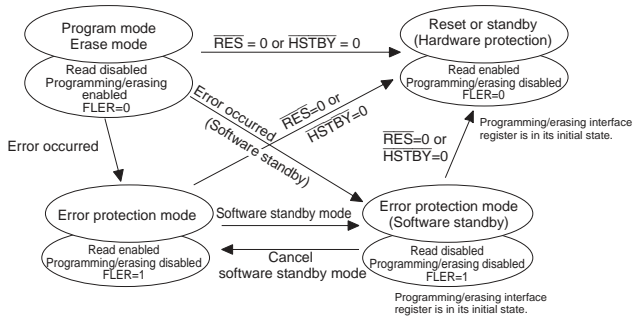 Program mode
Erase mode
Read disabled
Programming/erasing
enabled
FLER=0
RES = 0 or HSTBY = 0
Reset or standby
(Hardware protection)
Read enabled
Programming/erasing disabled
FLER=0
Programming/erasing interface
register is in its initial state.
Error occurred
Error occurred
(Software standby)
RES=0 or
HSTBY=0
RES=0 or
HSTBY=0
Error protection mode
Read enabled
Programming/erasing disabled
FLER=1
Software standby mode
Cancel
software standby mode
Error protection mode
(Software standby)
Read disabled
Programming/erasing disabled
FLER=1
Programming/erasing interface
register is in its initial state.